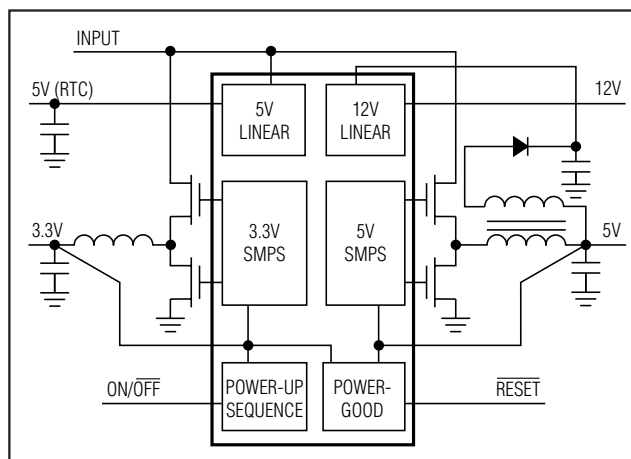 INPUT
5V (RTC)
5V
LINEAR
12V
LINEAR
12V
3.3V
3.3V
SMPS
5V
SMPS
5V
ON/OFF
POWER-UP
SEQUENCE
POWER-
GOOD
RESET